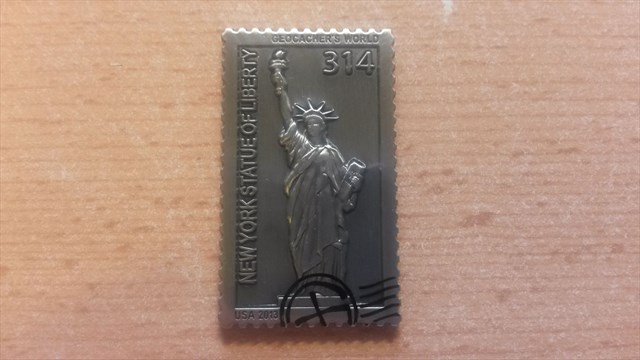 GEOCACHER'S WORLD
314
NEW YORK STATUE OF LIBERTY
USA 2013